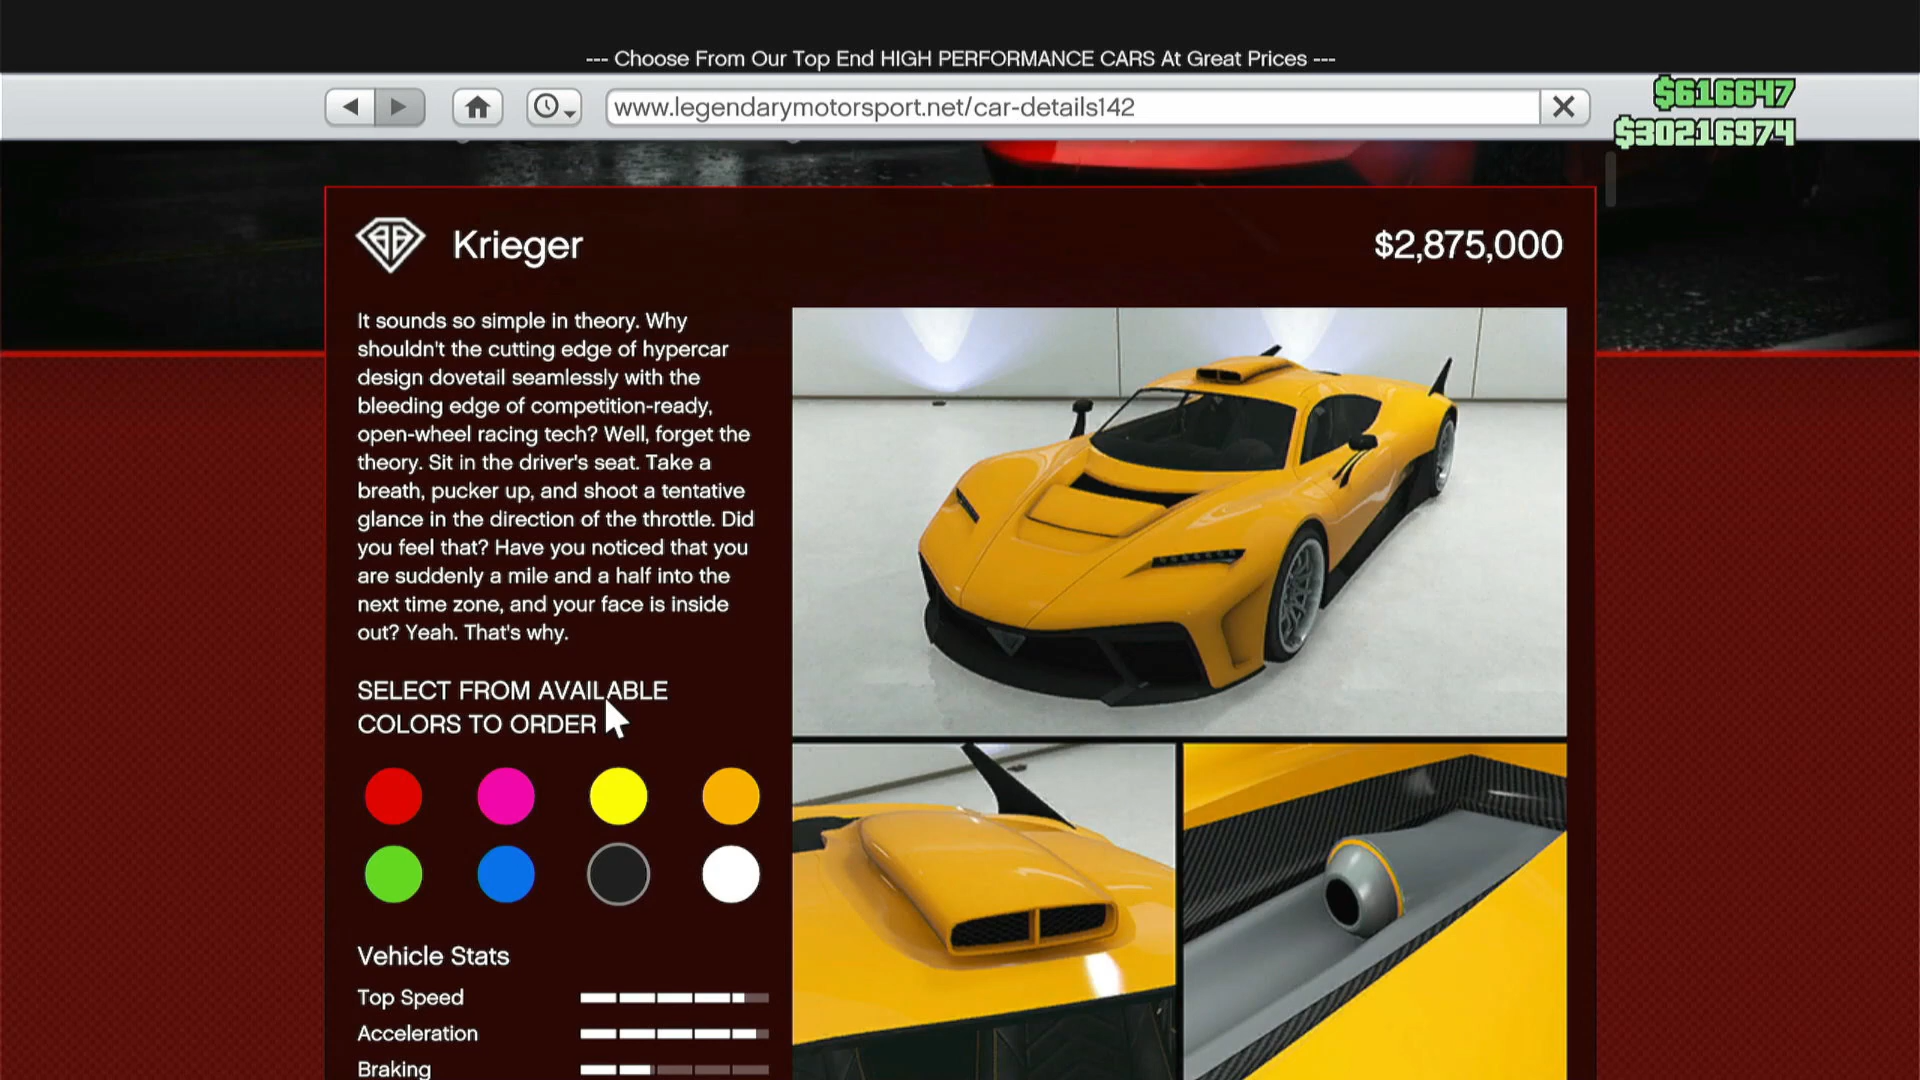 --- Choose From Our Top End HIGH PERFORMANCE CARS At Great Prices ---
www.legendarymotorsport.net/car-details142
$616647
$30216974
Krieger
$2,875,000
It sounds so simple in theory. Why
shouldn't the cutting edge of hypercar
design dovetail seamlessly with the
bleeding edge of competition-ready,
open-wheel racing tech? Well, forget the
theory. Sit in the driver's seat. Take a
breath, pucker up, and shoot a tentative
glance in the direction of the throttle. Did
you feel that? Have you noticed that you
are suddenly a mile and a half into the
next time zone, and your face is inside
out? Yeah. That's why.
SELECT FROM AVAILABLE
COLORS TO ORDER
Vehicle Stats
Top Speed
Acceleration
Braking